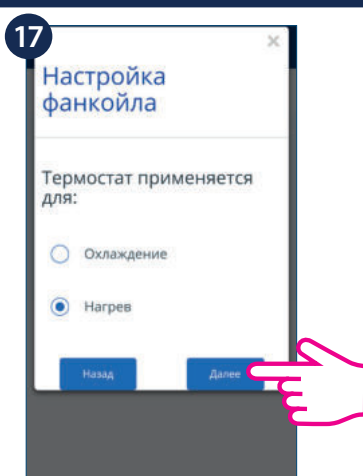 17
×
Настройка
фанкойла
Термостат применяется
для:
Охлаждение
Нагрев
Назад
Далее